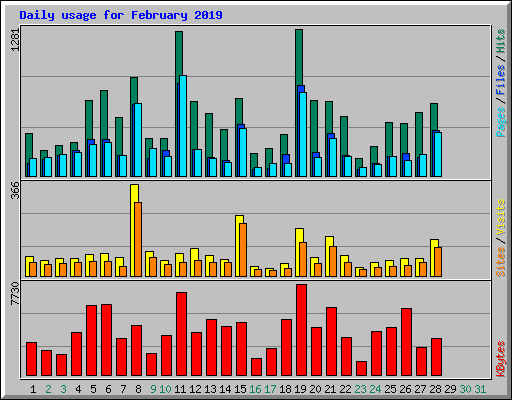 Daily usage for February 2019
1281
Pages / Files / Hits
366
Sites / Visits
7730
KBytes
1 2 3 4 5 6 7 8 9 10 11 12 13 14 15 16 17 18 19 20 21 22 23 24 25 26 27 28 29 30 31